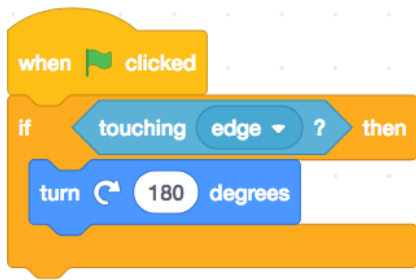 when clicked
if touching edge ? then
turn 180 degrees